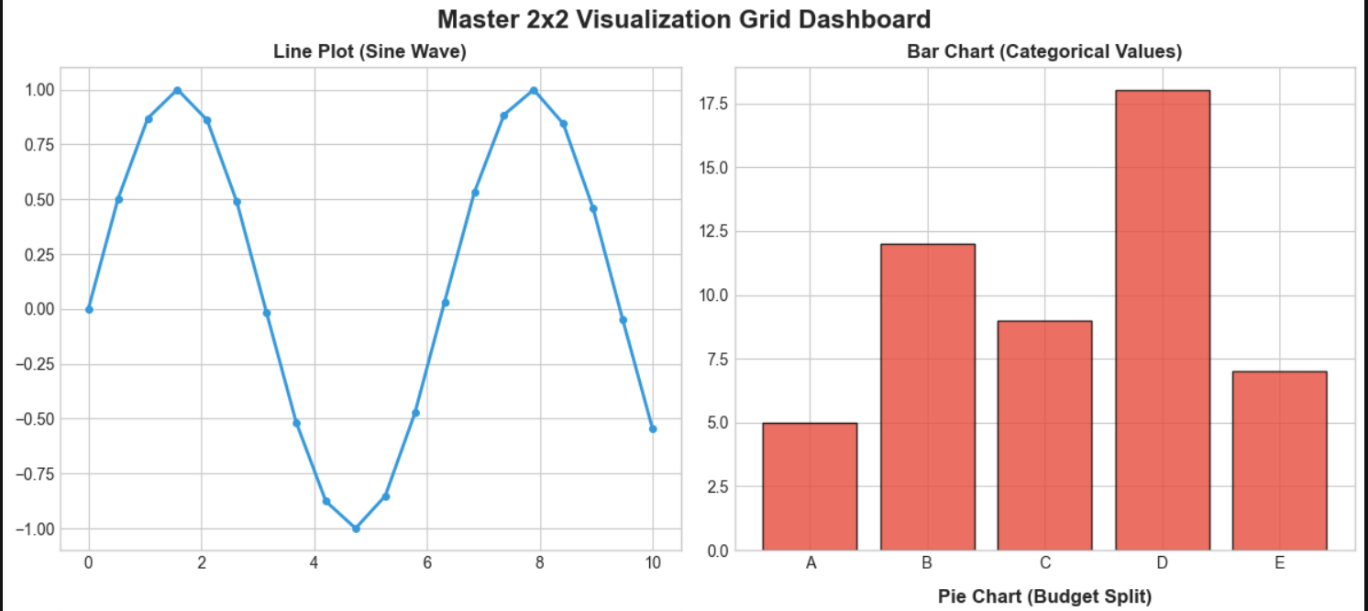 Master 2x2 Visualization Grid Dashboard
Line Plot (Sine Wave)
1.00
0.75
0.50
0.25
0.00
−0.25
−0.50
−0.75
−1.00
0 2 4 6 8 10
Bar Chart (Categorical Values)
17.5
15.0
12.5
10.0
7.5
5.0
2.5
0.0
A B C D E
Pie Chart (Budget Split)